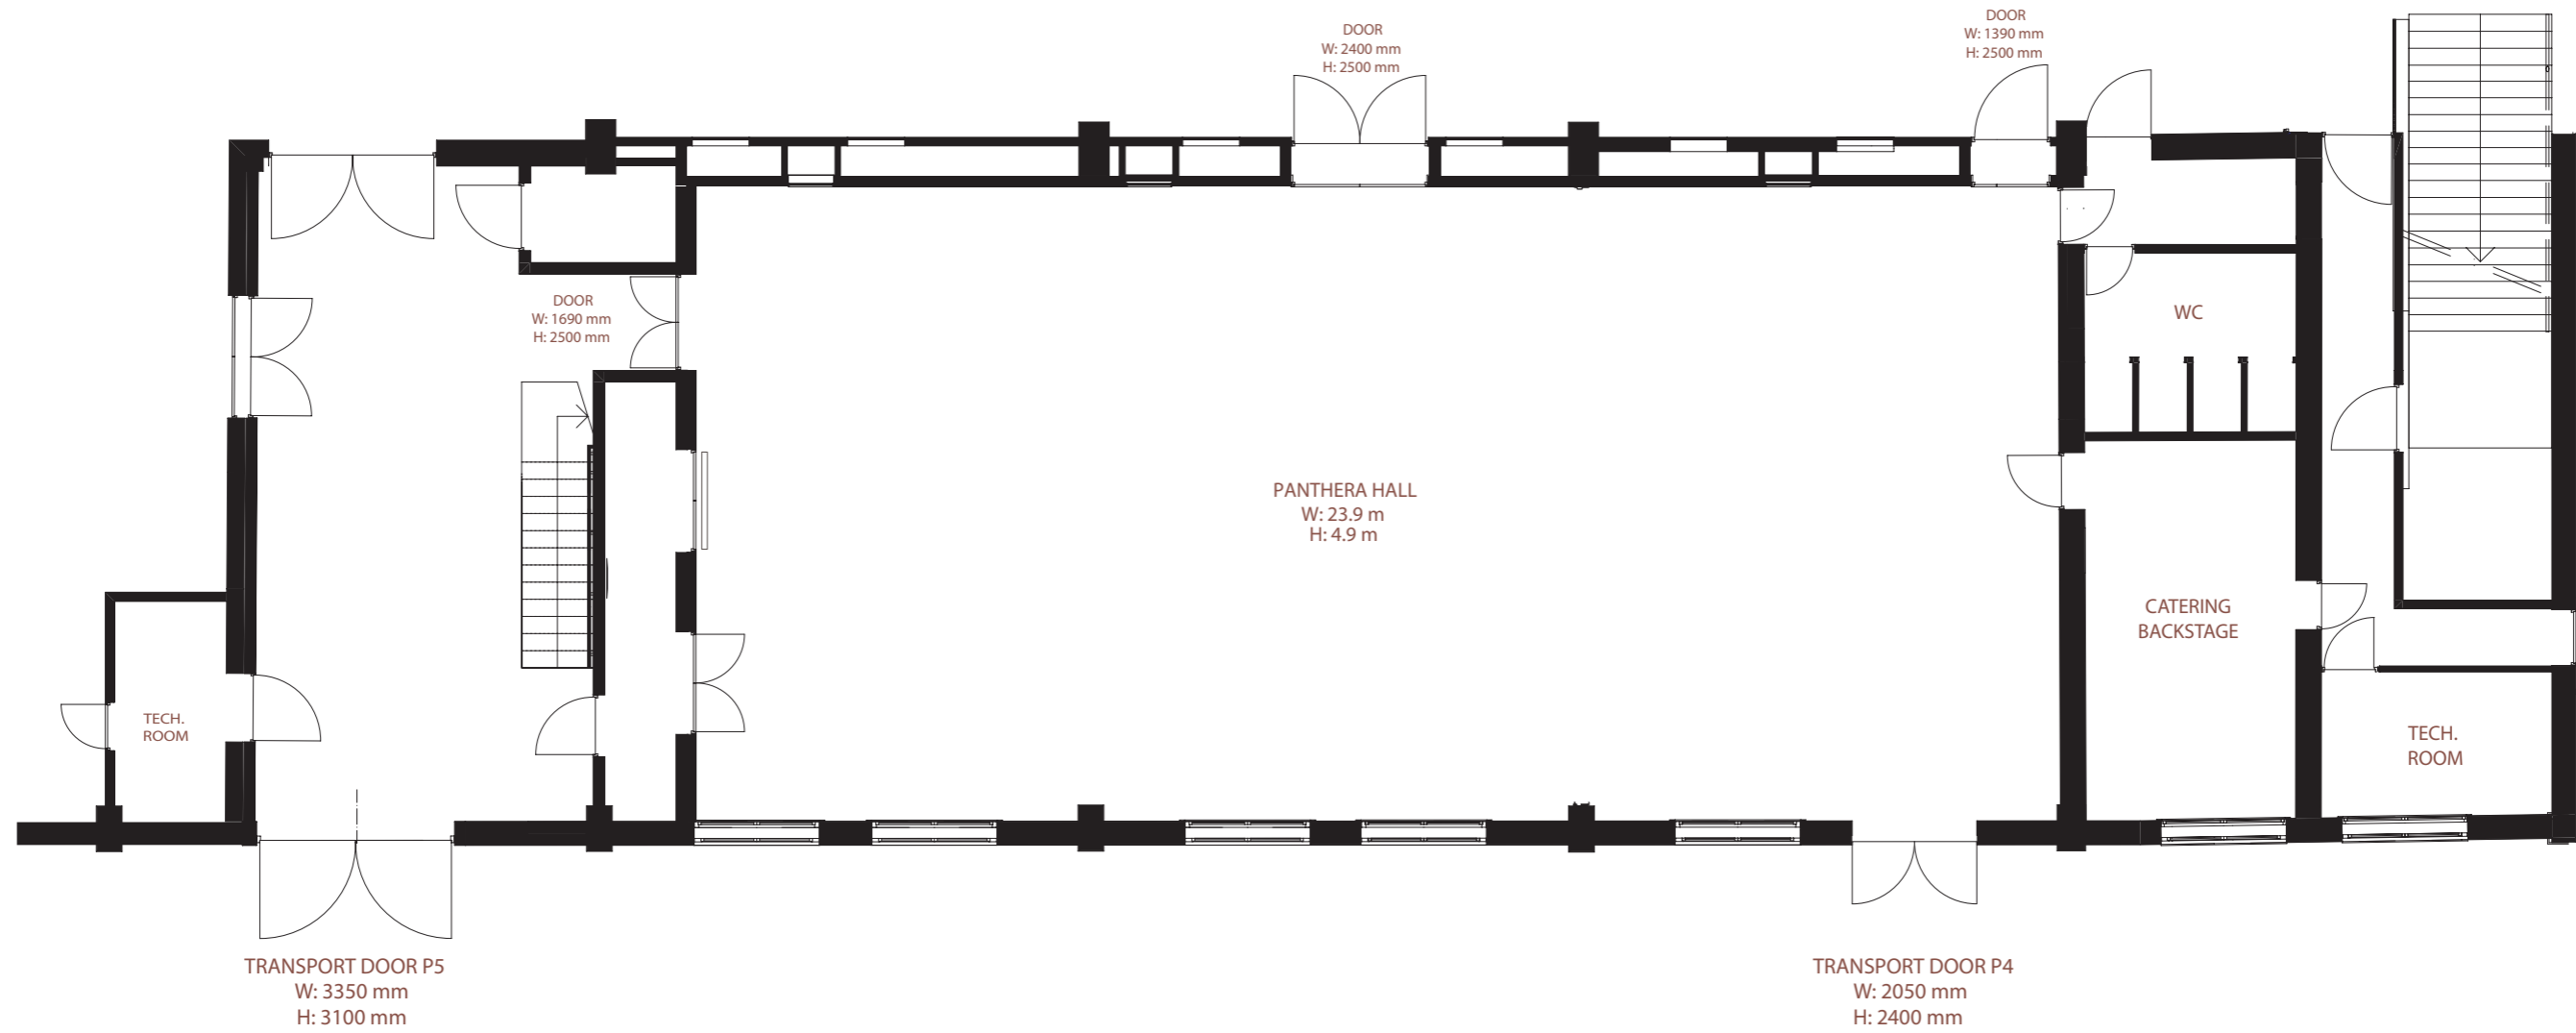 DOOR
W: 2400 mm
H: 2500 mm
DOOR
W: 1390 mm
H: 2500 mm
DOOR
W: 1690 mm
H: 2500 mm
WC
PANTHERA HALL
W: 23.9 m
H: 4.9 m
CATERING
BACKSTAGE
TECH.
ROOM
TECH.
ROOM
TRANSPORT DOOR P5
W: 3350 mm
H: 3100 mm
TRANSPORT DOOR P4
W: 2050 mm
H: 2400 mm